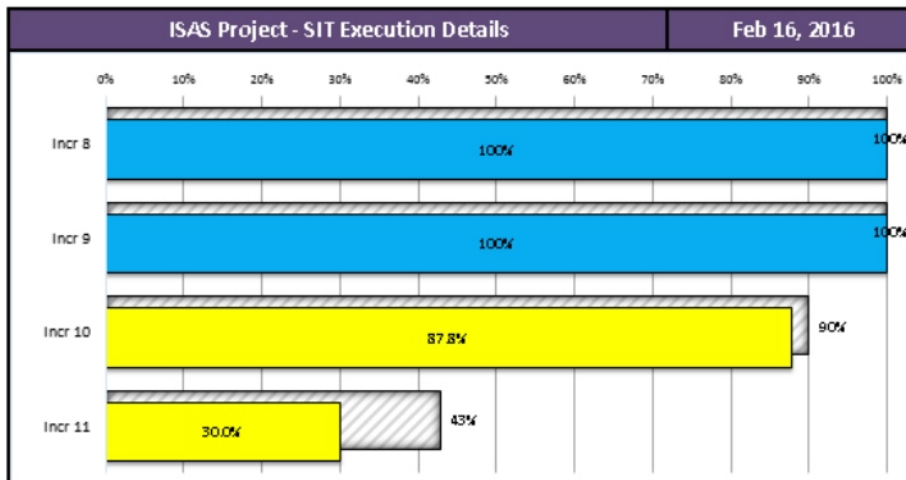 ISAS Project - SIT Execution Details Feb 16, 2016
0% 10% 20% 30% 40% 50% 60% 70% 80% 90% 100%
Incr 8 100% 100%
Incr 9 100% 100%
Incr 10 87.8% 90%
Incr 11 30.0% 43%